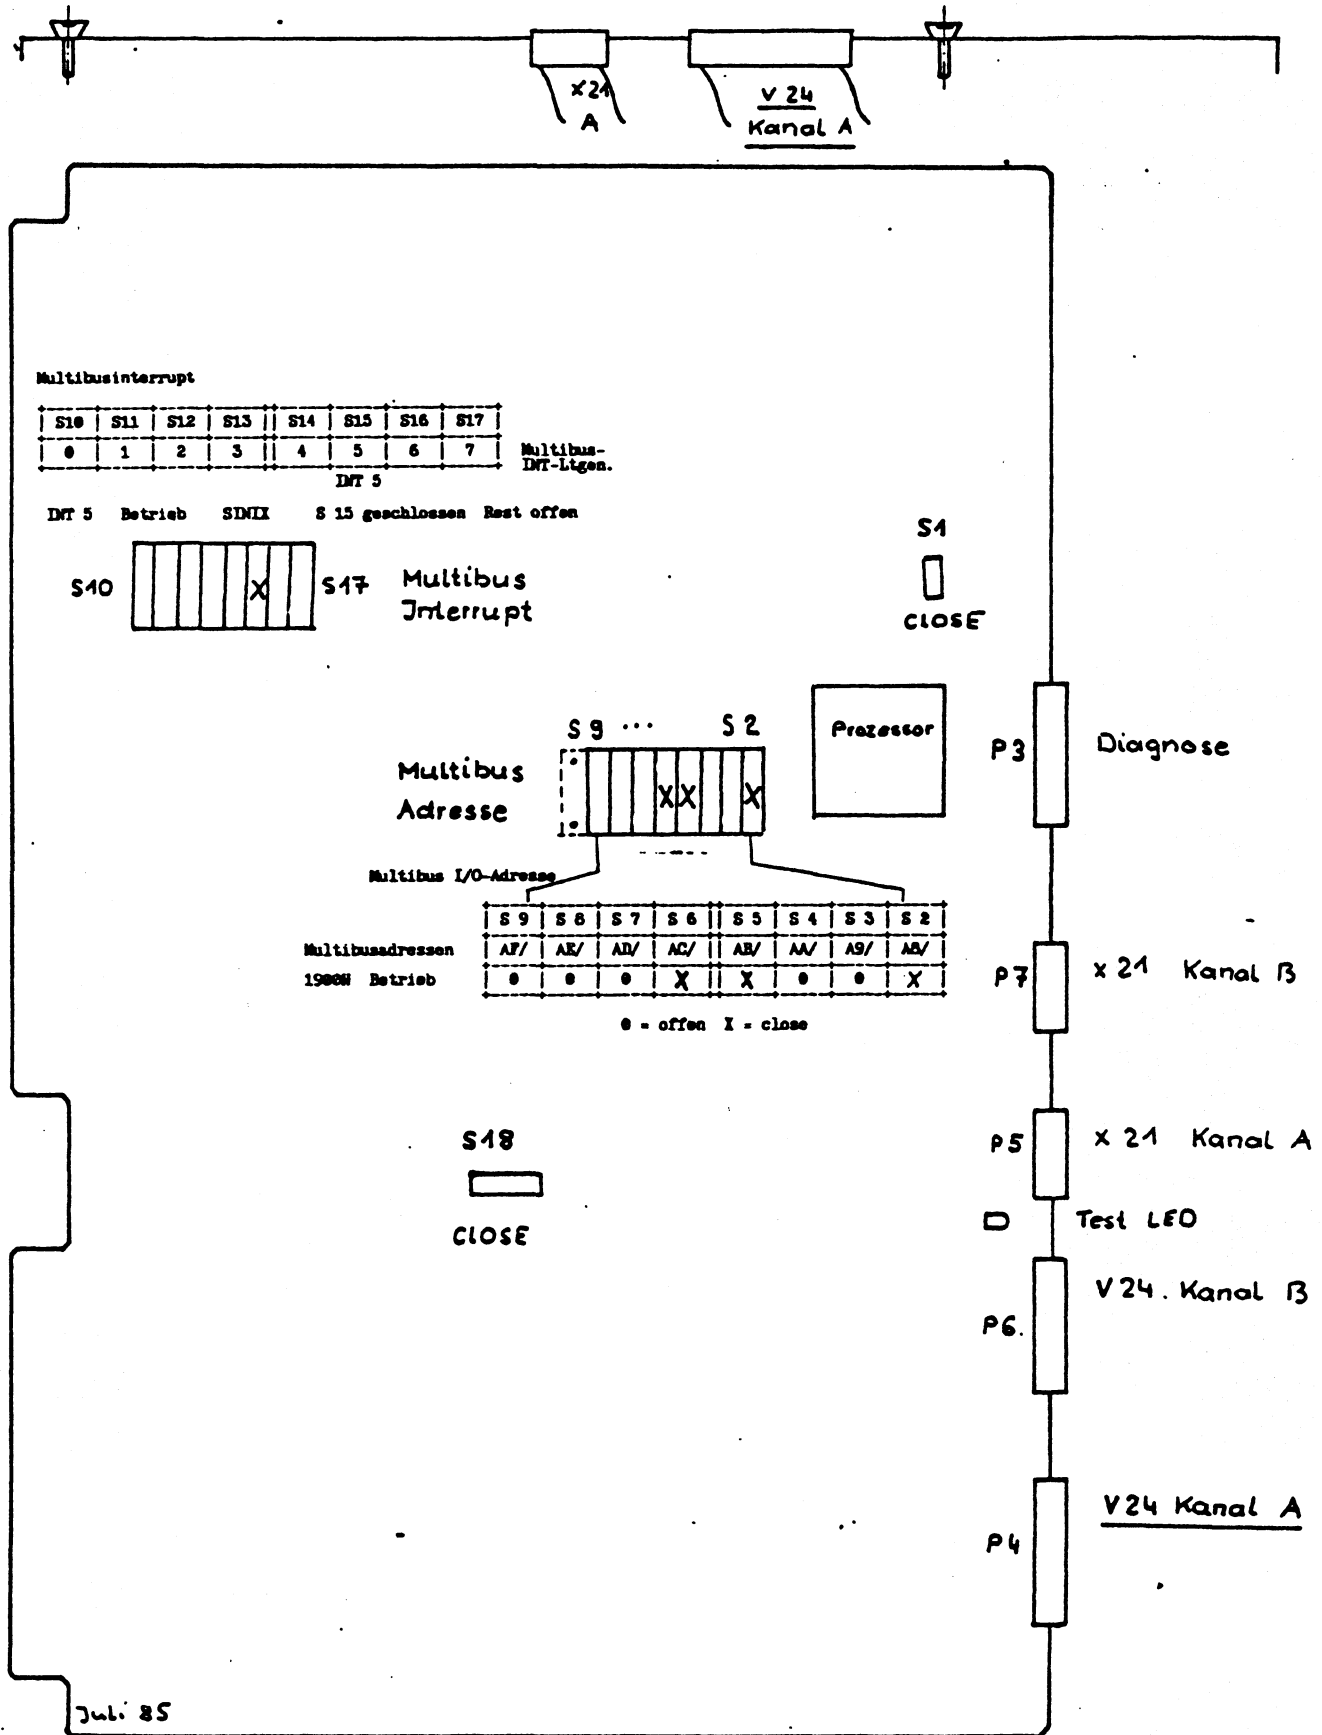 x21
A
V 24
Kanal A
Multibusinterrupt
S10 | S11 | S12 | S13 || S14 | S15 | S16 | S17
0 | 1 | 2 | 3 || 4 | 5 | 6 | 7 Multibus-
INT-Ltgen.
INT 5
INT 5 Betrieb SINIX S 15 geschlossen Rest offen
S10 X S17 Multibus
Interrupt
S1
CLOSE
S 9 ... S 2
Prozessor
P3 Diagnose
Multibus
Adresse
X X X
Multibus I/O-Adresse
S 9 | S 8 | S 7 | S 6 || S 5 | S 4 | S 3 | S 2
Multibusadressen AF/ | AE/ | AD/ | AC/ || AB/ | AA/ | A9/ | A8/
1900H Betrieb 0 | 0 | 0 | X || X | 0 | 0 | X
0 = offen X = close
P7 x 21 Kanal B
S18
CLOSE
P5 x 21 Kanal A
Test LED
V 24. Kanal B
P6.
V24 Kanal A
P4
Juli 85